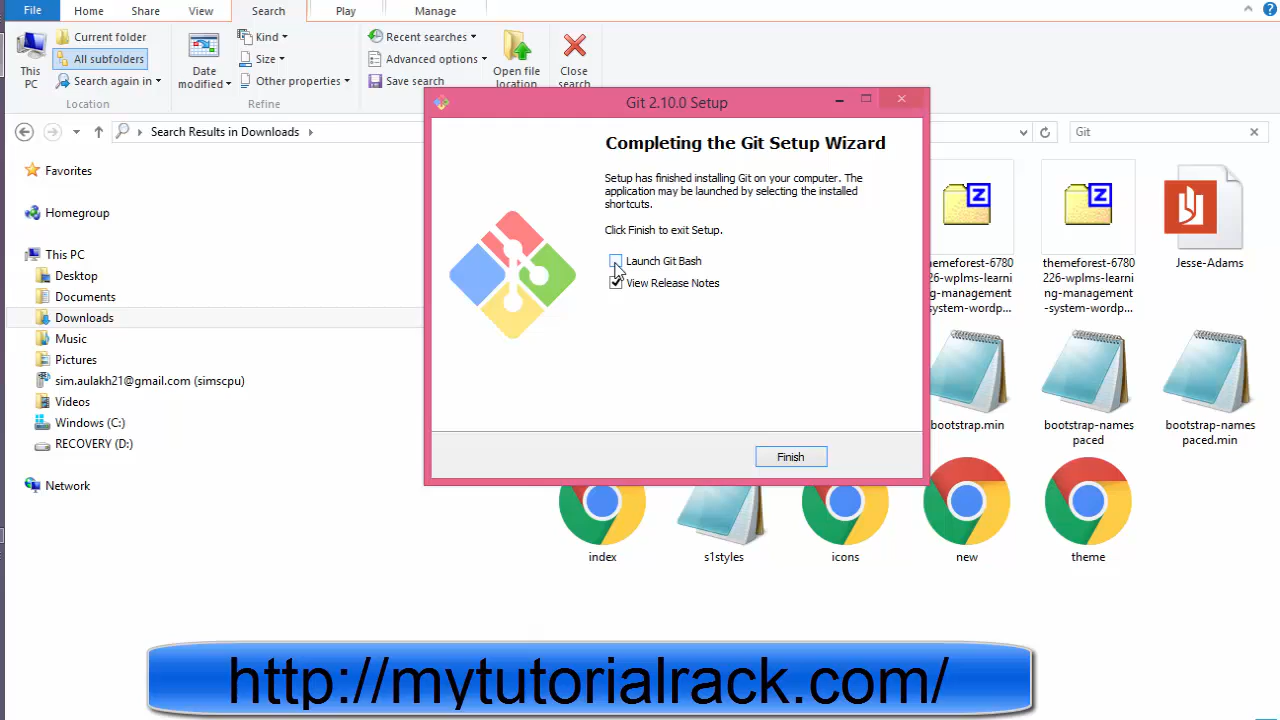 File Home Share View Search Play Manage
Current folder
All subfolders
Search again in
This
PC
Location
Date
modified
Kind
Size
Other properties
Refine
Recent searches
Advanced options
Save search
Open file
location
Close
search
Search Results in Downloads
Git
Favorites
Homegroup
This PC
Desktop
Documents
Downloads
Music
Pictures
sim.aulakh21@gmail.com (simscpu)
Videos
Windows (C:)
RECOVERY (D:)
Network
Git 2.10.0 Setup
Completing the Git Setup Wizard
Setup has finished installing Git on your computer. The
application may be launched by selecting the installed
shortcuts.
Click Finish to exit Setup.
Launch Git Bash
View Release Notes
Finish
themeforest-6780
226-wplms-learni
ng-management
-system-wordp...
themeforest-6780
226-wplms-learni
ng-management
-system-wordp...
Jesse-Adams
bootstrap.min
bootstrap-names
paced
bootstrap-names
paced.min
index
s1styles
icons
new
theme
http://mytutorialrack.com/